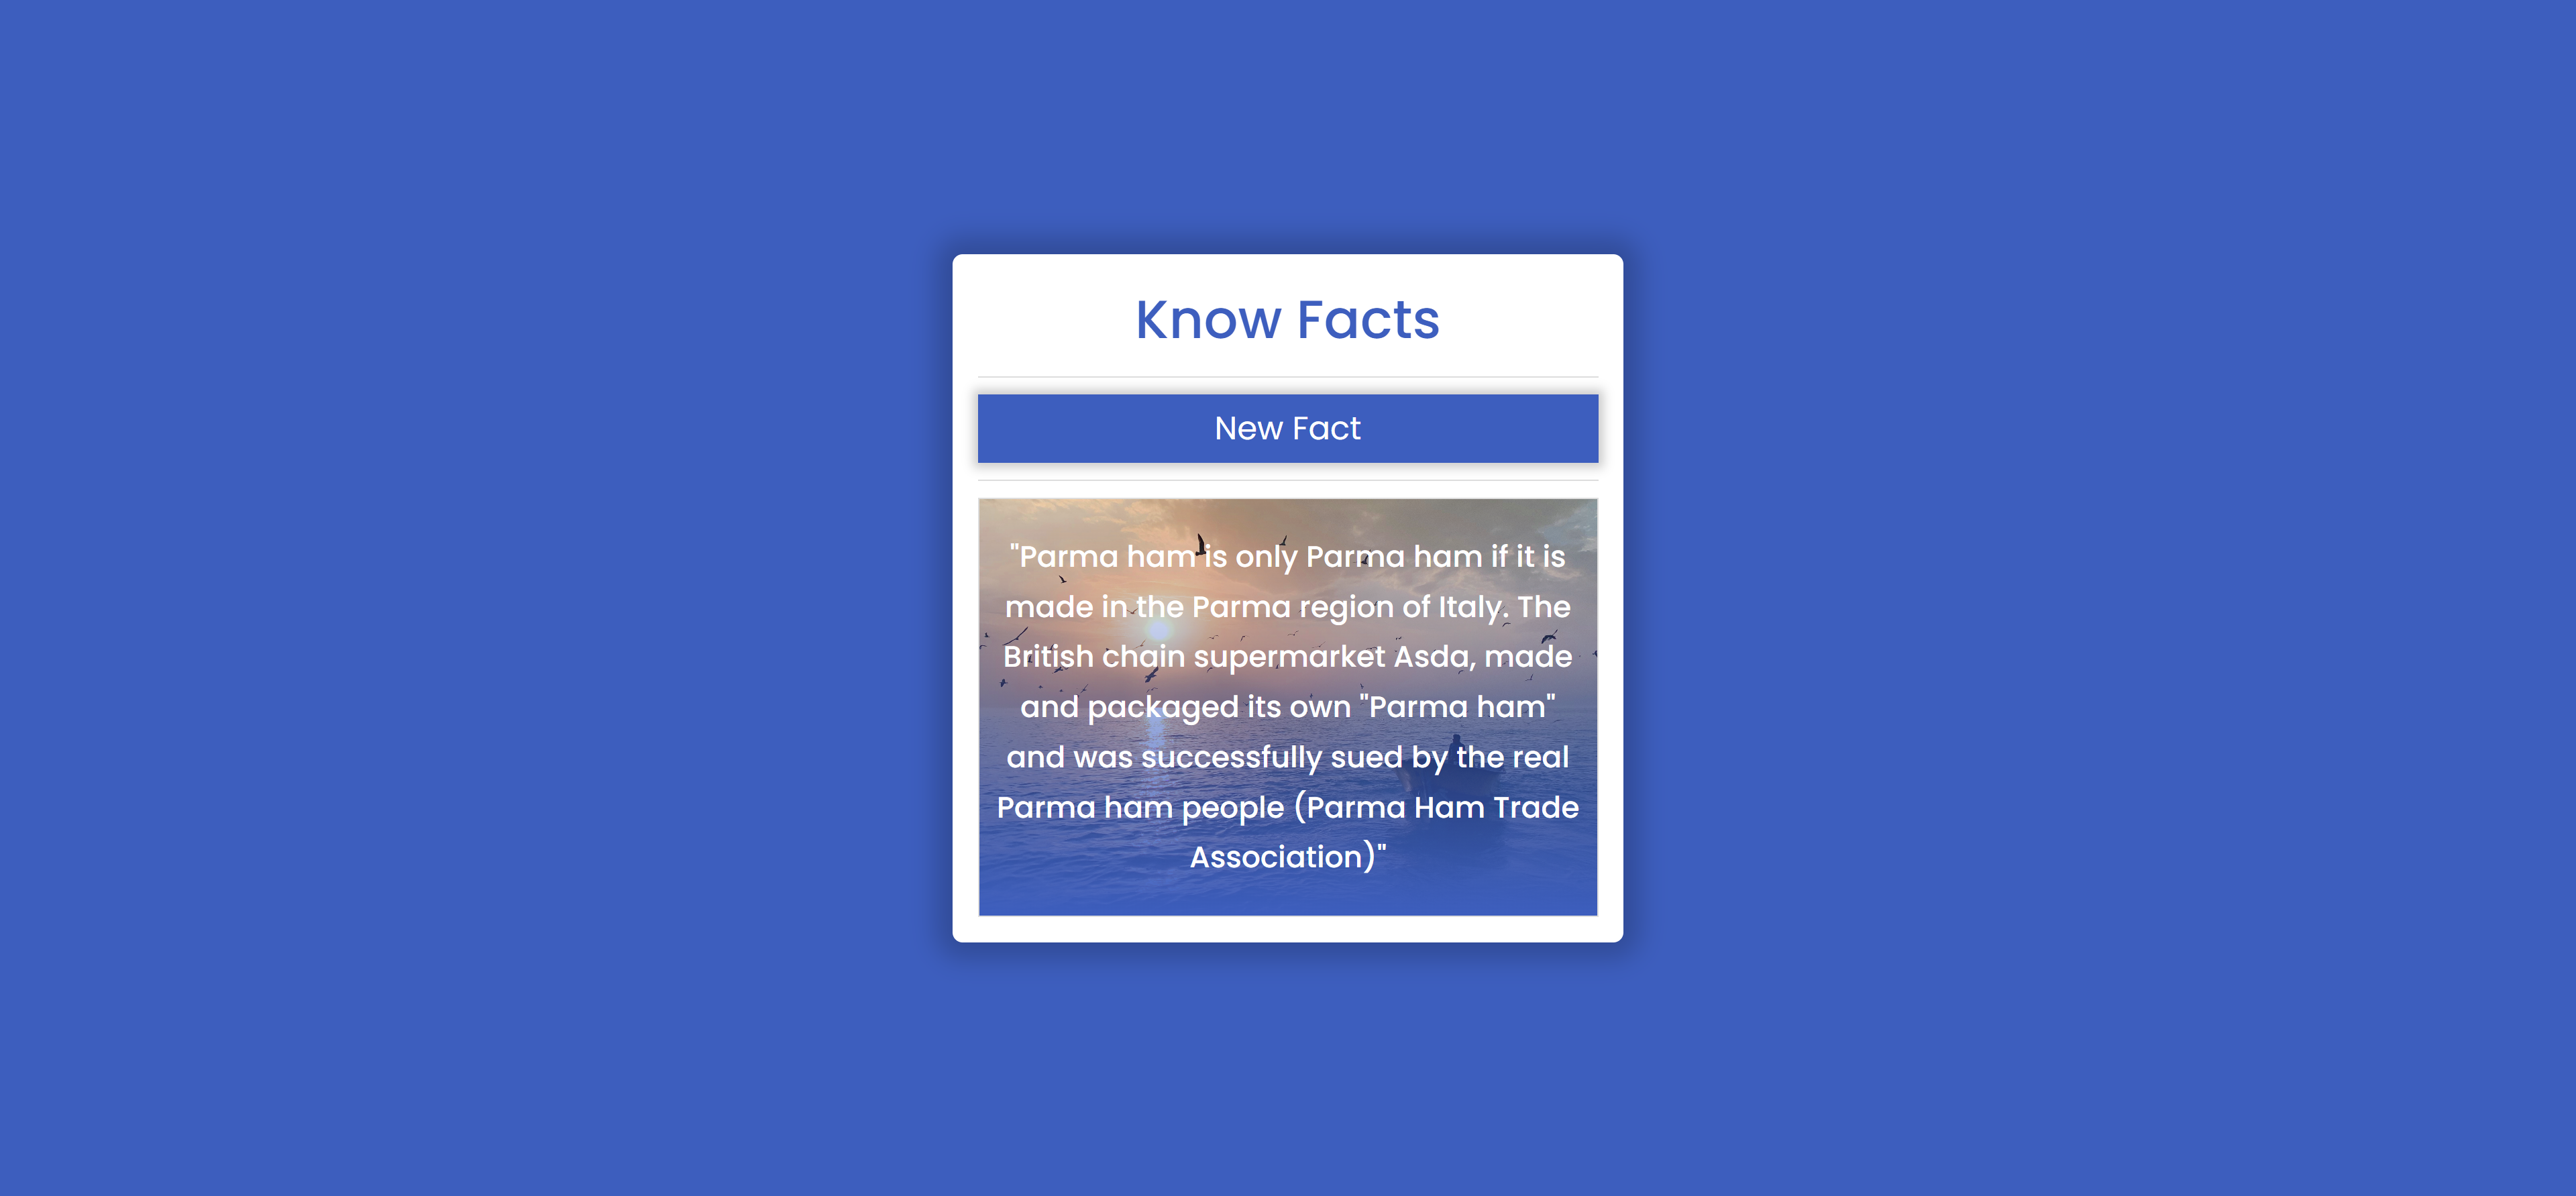 Know Facts
New Fact
"Parma ham is only Parma ham if it is
made in the Parma region of Italy. The
British chain supermarket Asda, made
and packaged its own "Parma ham"
and was successfully sued by the real
Parma ham people (Parma Ham Trade
Association)"